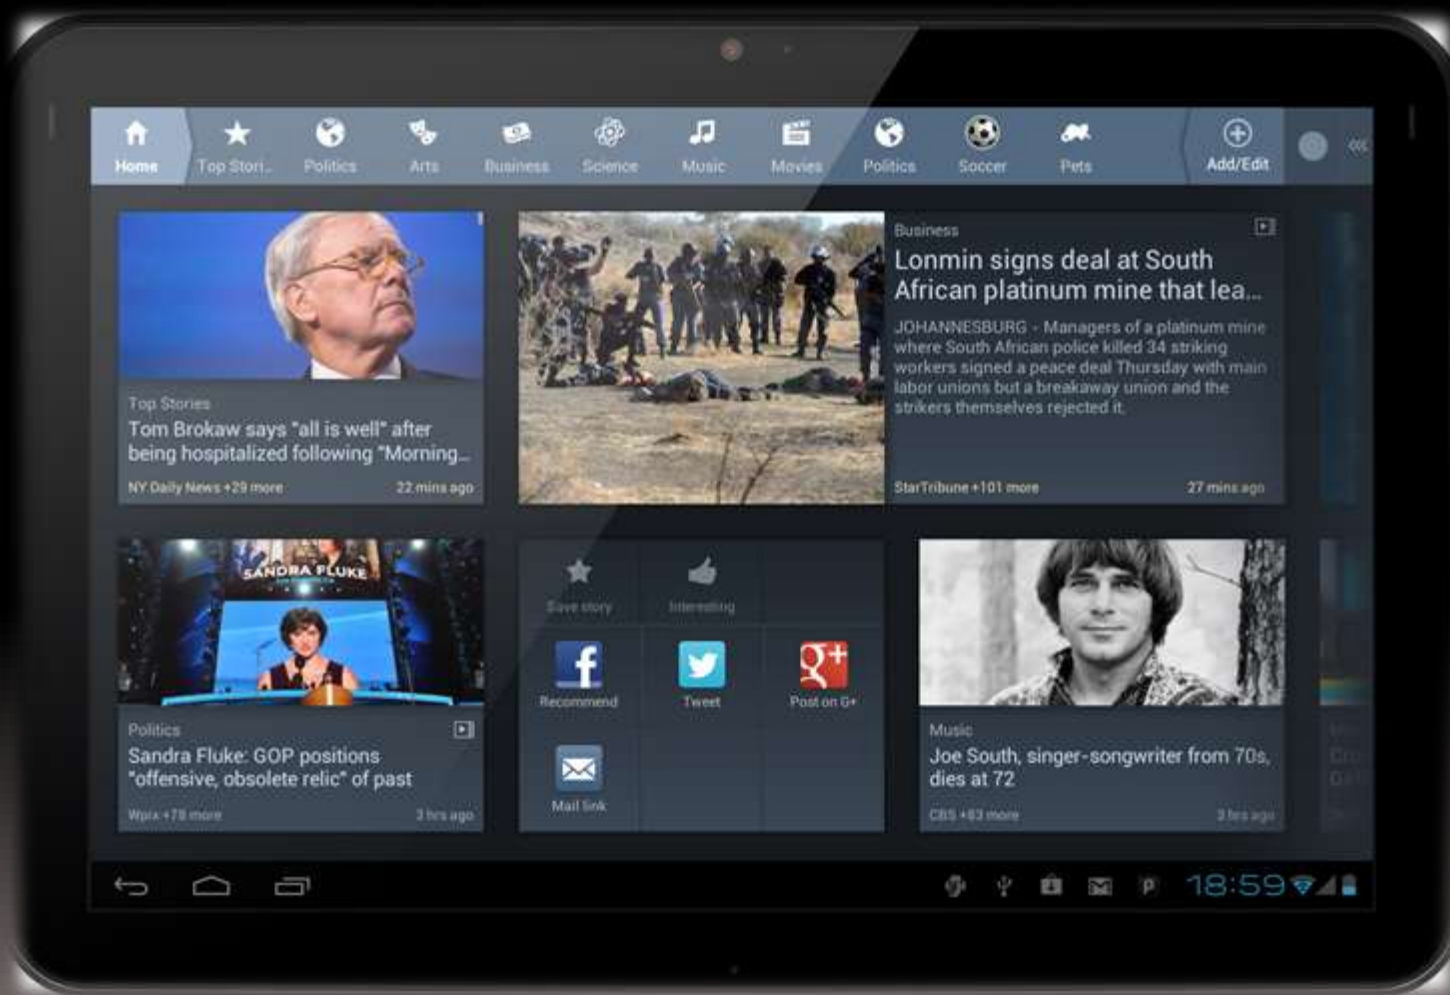 Home
Top Stori..
Politics
Arts
Business
Science
Music
Movies
Politics
Soccer
Pets
Add/Edit
Top Stories
Tom Brokaw says "all is well" after
being hospitalized following "Morning...
NY Daily News +29 more
22 mins ago
Business
Lonmin signs deal at South
African platinum mine that lea...
JOHANNESBURG - Managers of a platinum mine
where South African police killed 34 striking
workers signed a peace deal Thursday with main
labor unions but a breakaway union and the
strikers themselves rejected it.
StarTribune +101 more
27 mins ago
SANDRA FLUKE
Politics
Sandra Fluke: GOP positions
"offensive, obsolete relic" of past
Wpix +78 more
3 hrs ago
Save story
Interesting
Recommend
Tweet
Post on G+
Mail link
Music
Joe South, singer-songwriter from 70s,
dies at 72
CBS +83 more
3 hrs ago
18:59